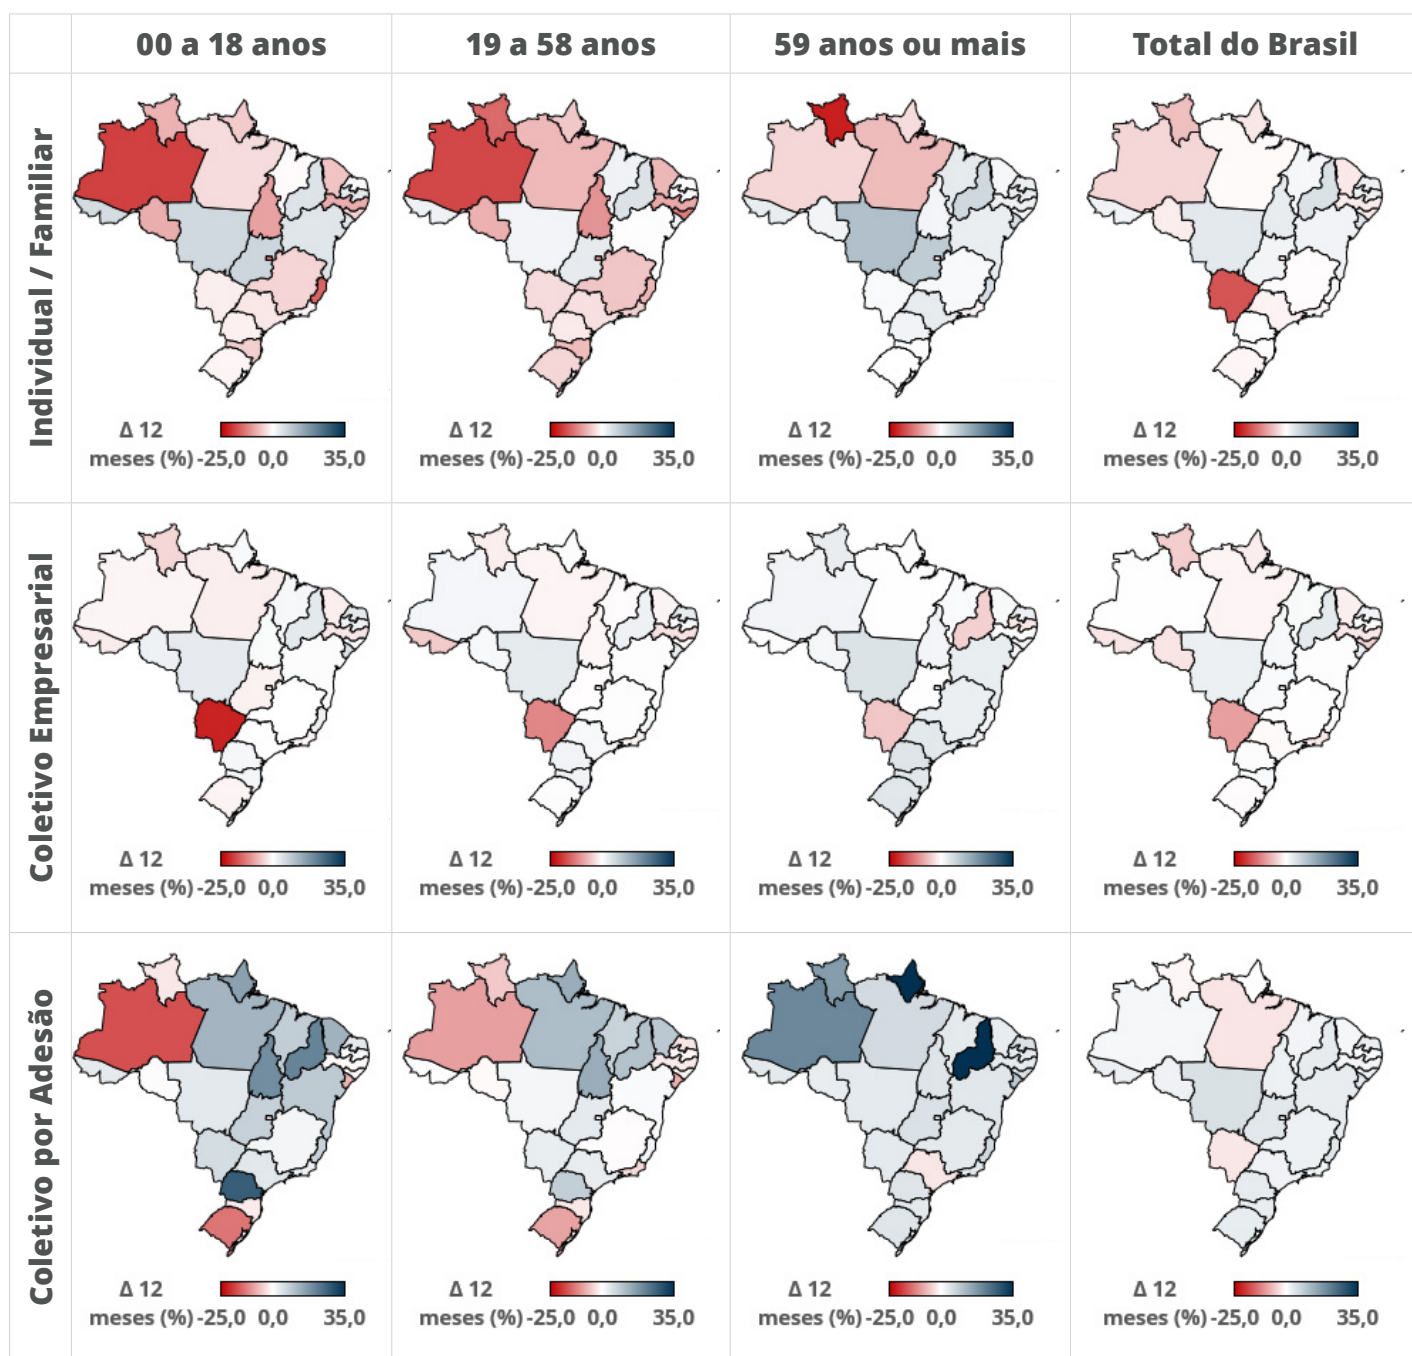 00 a 18 anos
19 a 58 anos
59 anos ou mais
Total do Brasil
Individual / Familiar
Δ 12
meses (%) -25,0 0,0 35,0
Δ 12
meses (%) -25,0 0,0 35,0
Δ 12
meses (%) -25,0 0,0 35,0
Δ 12
meses (%) -25,0 0,0 35,0
Coletivo Empresarial
Δ 12
meses (%) -25,0 0,0 35,0
Δ 12
meses (%) -25,0 0,0 35,0
Δ 12
meses (%) -25,0 0,0 35,0
Δ 12
meses (%) -25,0 0,0 35,0
Coletivo por Adesão
Δ 12
meses (%) -25,0 0,0 35,0
Δ 12
meses (%) -25,0 0,0 35,0
Δ 12
meses (%) -25,0 0,0 35,0
Δ 12
meses (%) -25,0 0,0 35,0